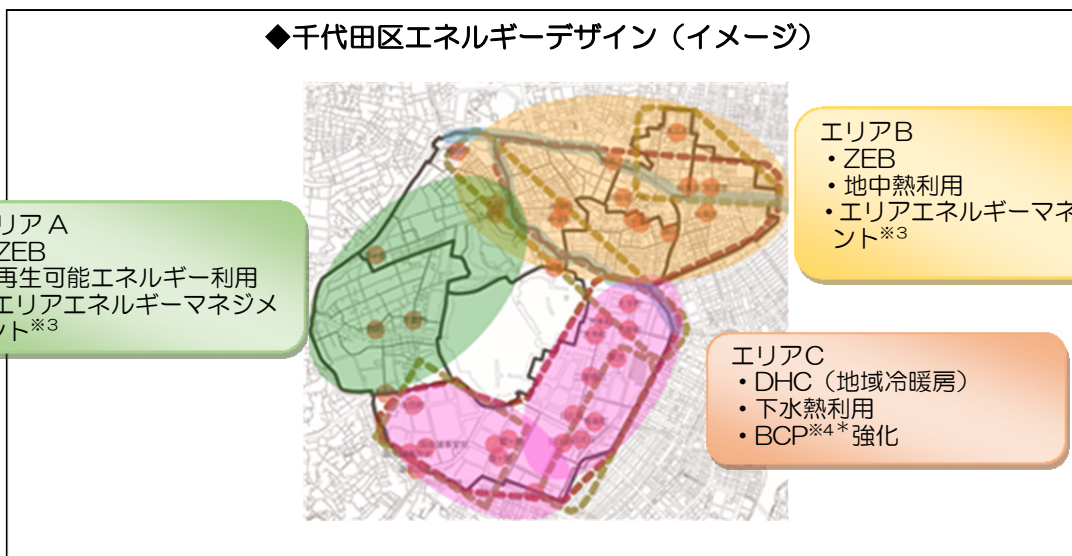 ◆千代田区エネルギーデザイン（イメージ）
エリアB
・ZEB
・地中熱利用
・エリアエネルギーマネ
ント※3
リアA
ZEB
再生可能エネルギー利用
エリアエネルギーマネジメ
ント※3
エリアC
・DHC（地域冷暖房）
・下水熱利用
・BCP※4＊強化